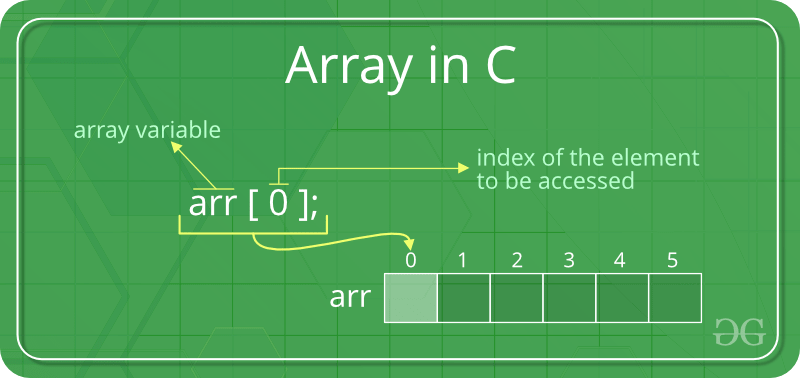 Array in C
array variable
index of the element
to be accessed
arr [ 0 ];
0 1 2 3 4 5
arr
GG